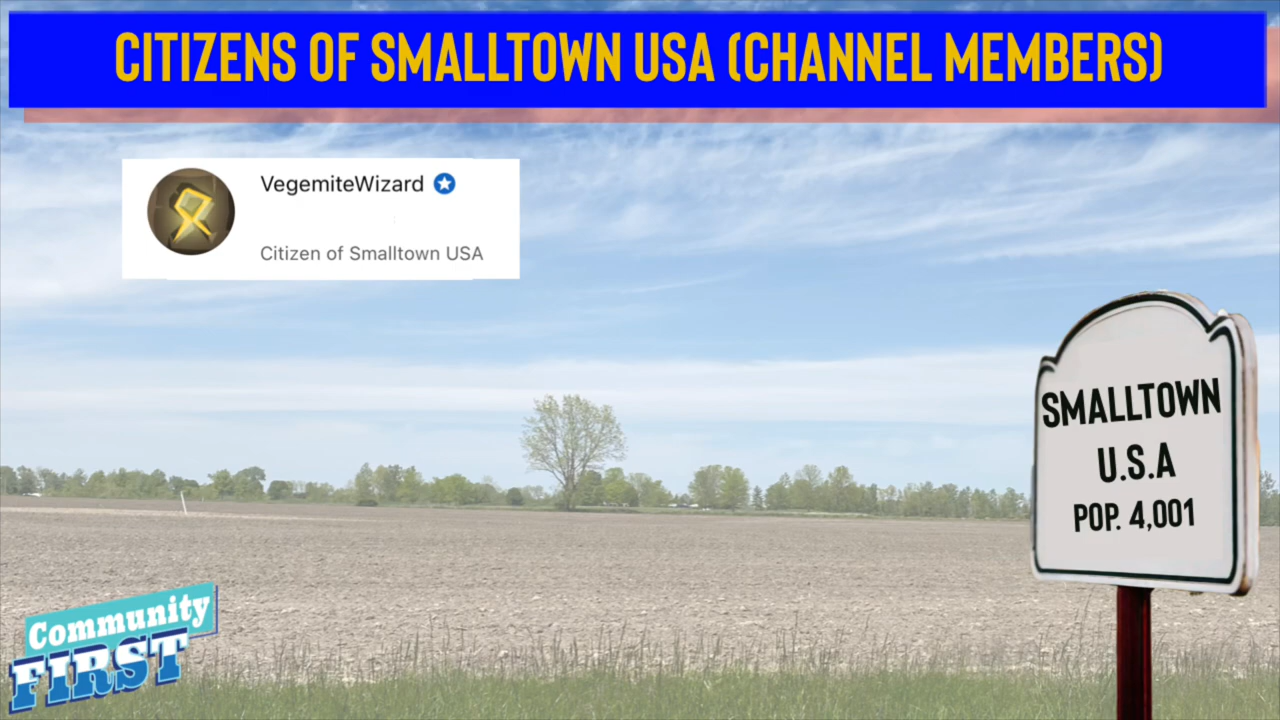 CITIZENS OF SMALLTOWN USA (CHANNEL MEMBERS)
VegemiteWizard
Citizen of Smalltown USA
SMALLTOWN
U.S.A
POP. 4,001
Community
FIRST